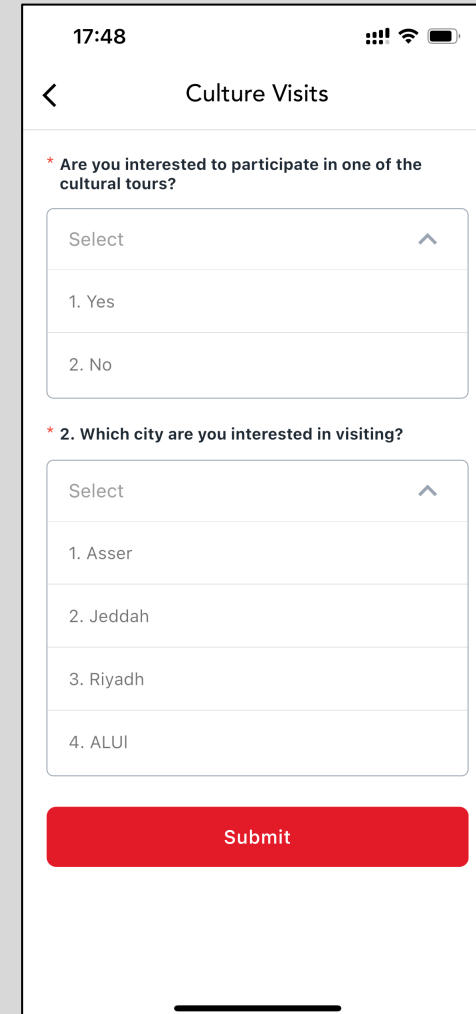 17:48
Culture Visits
* Are you interested to participate in one of the
cultural tours?
Select
1. Yes
2. No
* 2. Which city are you interested in visiting?
Select
1. Asser
2. Jeddah
3. Riyadh
4. ALUl
Submit